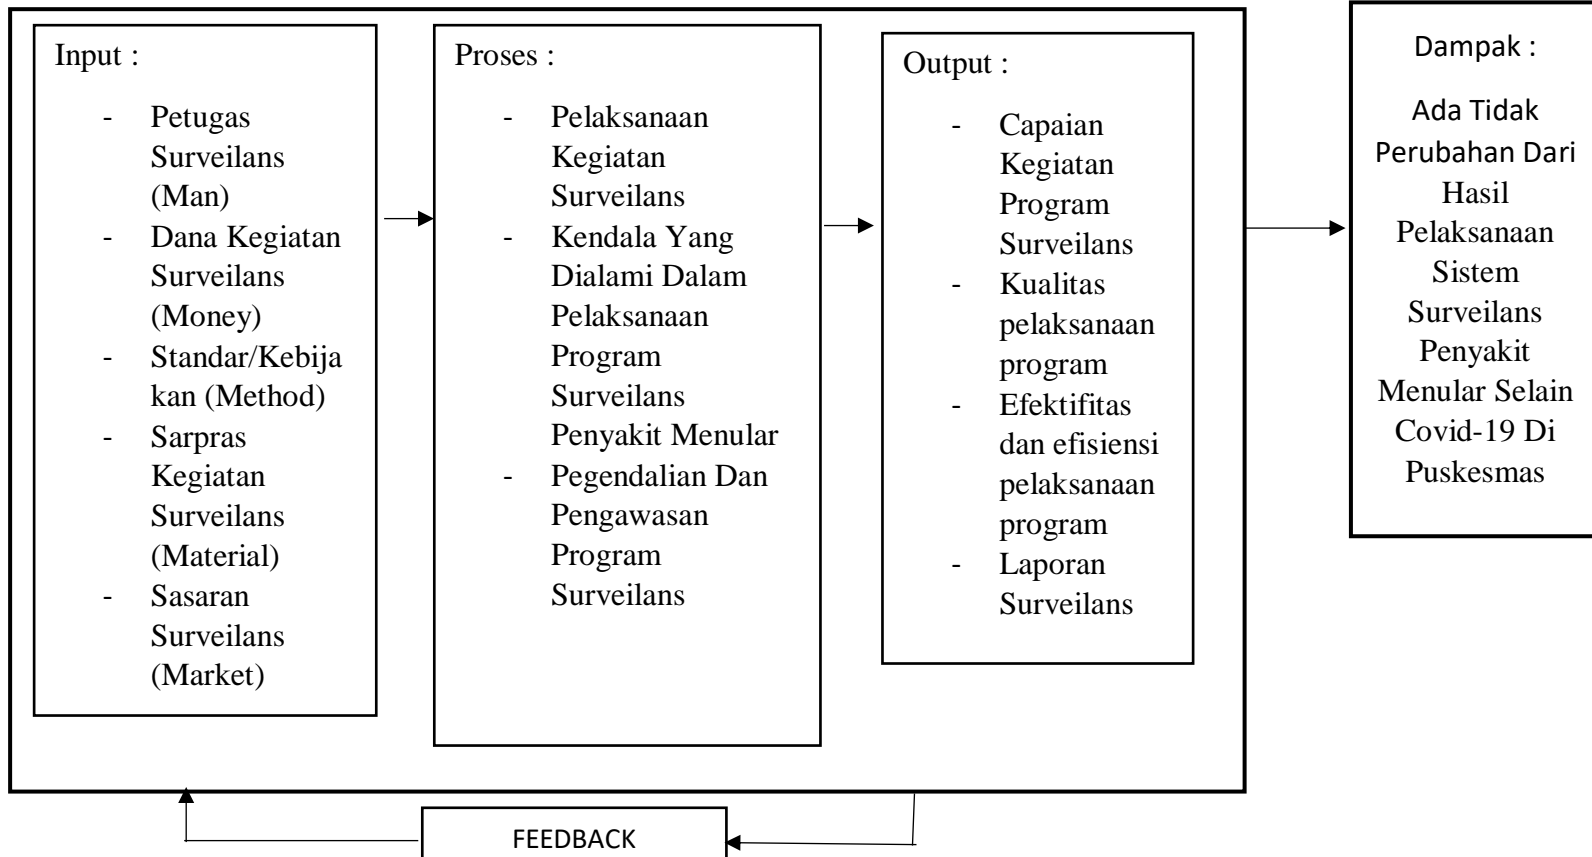 Input :
- Petugas
Surveilans
(Man)
- Dana Kegiatan
Surveilans
(Money)
- Standar/Kebija
kan (Method)
- Sarpras
Kegiatan
Surveilans
(Material)
- Sasaran
Surveilans
(Market)
Proses :
- Pelaksanaan
Kegiatan
Surveilans
- Kendala Yang
Dialami Dalam
Pelaksanaan
Program
Surveilans
Penyakit Menular
- Pegendalian Dan
Pengawasan
Program
Surveilans
Output :
- Capaian
Kegiatan
Program
Surveilans
- Kualitas
pelaksanaan
program
- Efektifitas
dan efisiensi
pelaksanaan
program
- Laporan
Surveilans
Dampak :
Ada Tidak
Perubahan Dari
Hasil
Pelaksanaan
Sistem
Surveilans
Penyakit
Menular Selain
Covid-19 Di
Puskesmas
FEEDBACK